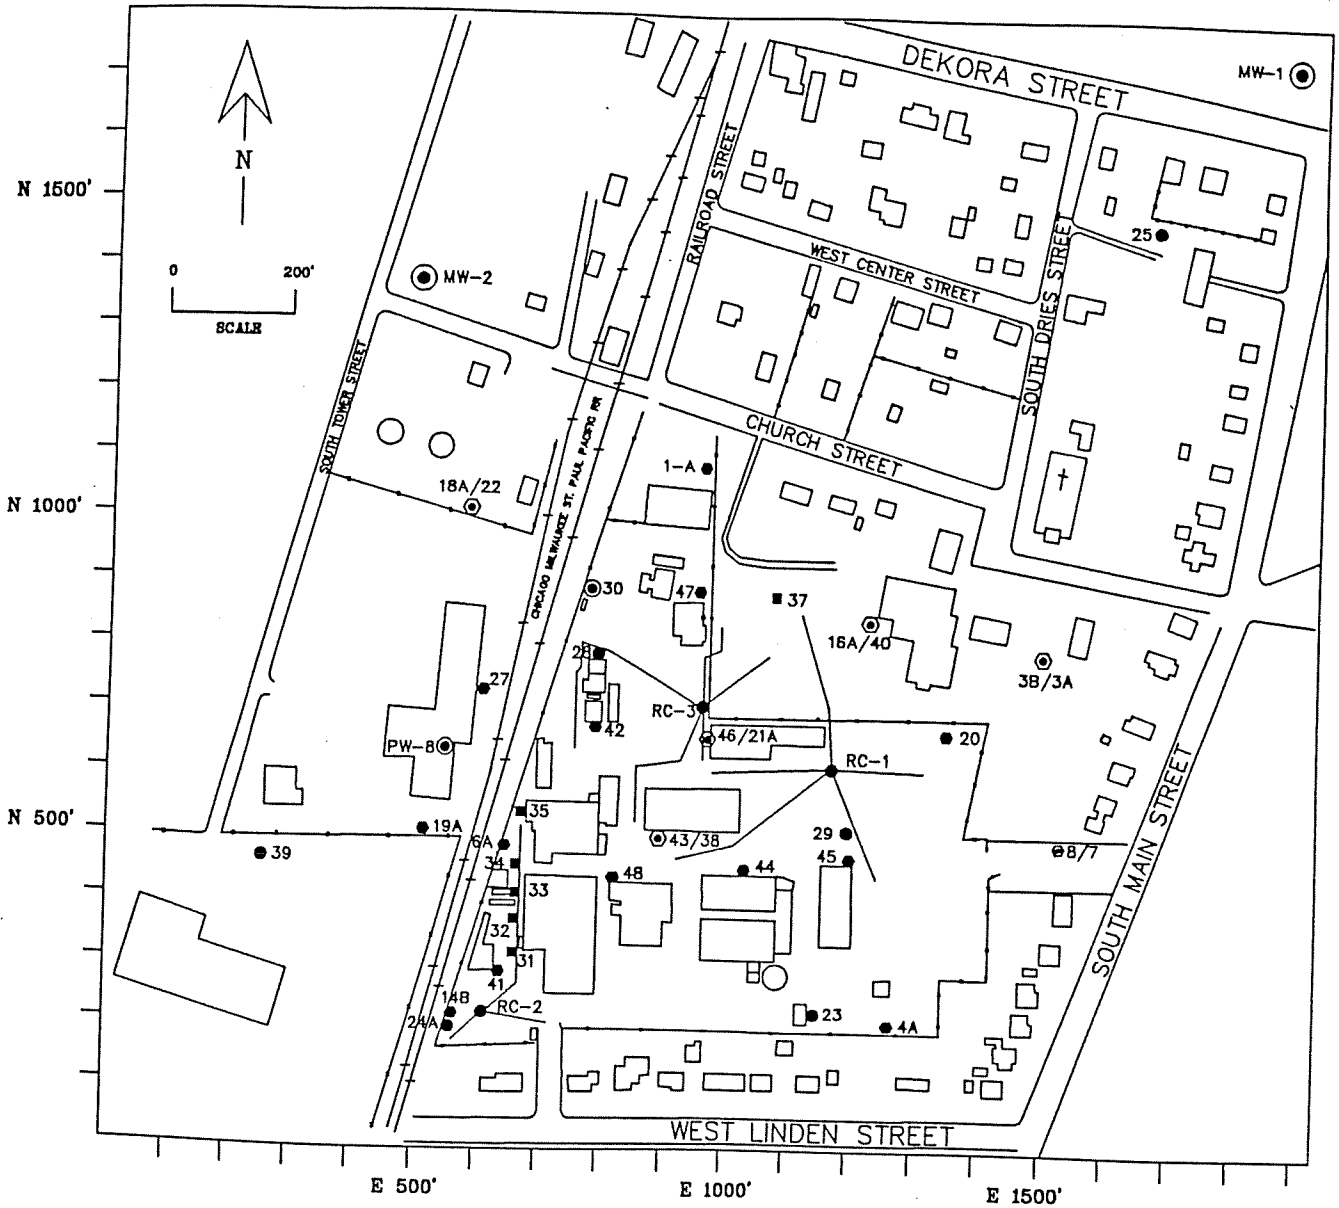 DEKORA STREET
MW-1
N
N 1500'
RAILROAD STREET
25
0 200'
SCALE
MW-2
WEST CENTER STREET
SOUTH DRIES STREET
SOUTH TOWER STREET
CHICAGO MILWAUKEE ST. PAUL PACIFIC RR
CHURCH STREET
1-A
18A/22
N 1000'
30
47
37
16A/40
3B/3A
28
27
RC-3
42
46/21A
20
PW-8
RC-1
SOUTH MAIN STREET
35
N 500'
19A
29
6A
43/38
39
8/7
34
45
44
48
33
32
31
41
14B
RC-2
24A
23
4A
WEST LINDEN STREET
E 500'
E 1000'
E 1500'